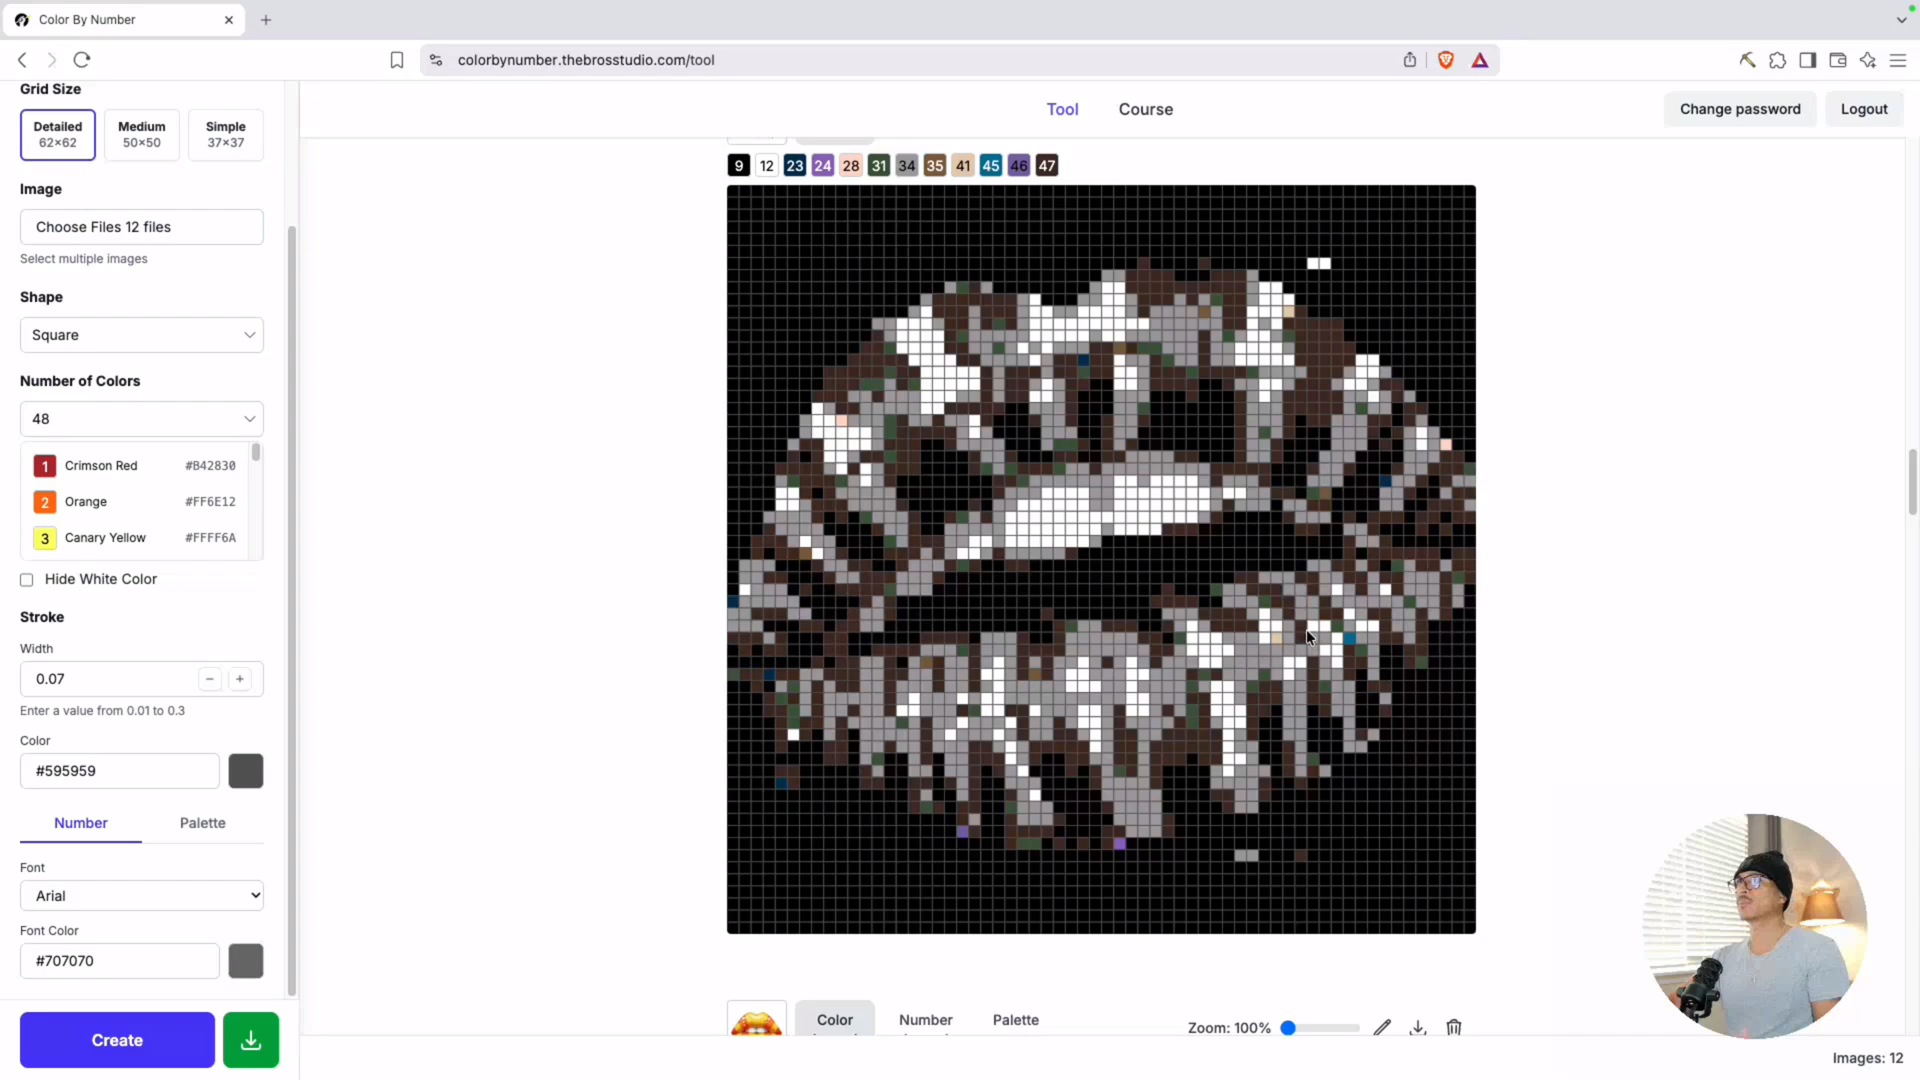 Color By Number
colorbynumber.thebrosstudio.com/tool
Grid Size
Detailed
62×62
Medium
50×50
Simple
37×37
Image
Choose Files 12 files
Select multiple images
Shape
Square
Number of Colors
48
1 Crimson Red #B42830
2 Orange #FF6E12
3 Canary Yellow #FFFF6A
Hide White Color
Stroke
Width
0.07
Enter a value from 0.01 to 0.3
Color
#595959
Number Palette
Font
Arial
Font Color
#707070
Create
Tool Course
Change password Logout
9 12 23 24 28 31 34 35 41 45 46 47
Color Number Palette
Zoom: 100%
Images: 12